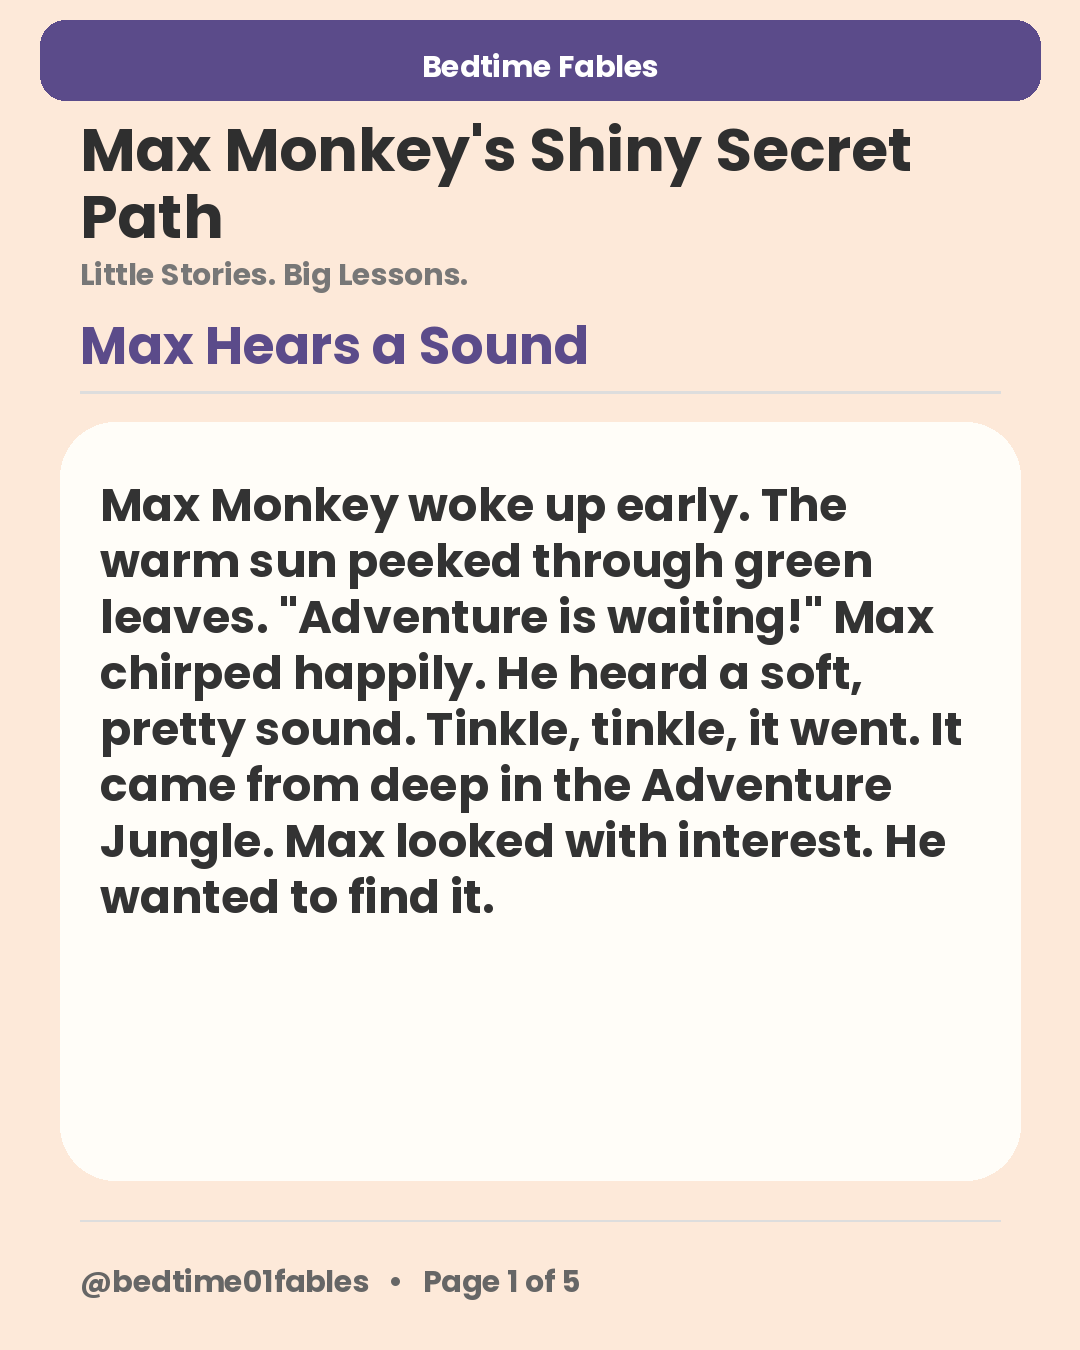 Bedtime Fables
Max Monkey's Shiny Secret
Path
Little Stories. Big Lessons.
Max Hears a Sound
Max Monkey woke up early. The
warm sun peeked through green
leaves. "Adventure is waiting!" Max
chirped happily. He heard a soft,
pretty sound. Tinkle, tinkle, it went. It
came from deep in the Adventure
Jungle. Max looked with interest. He
wanted to find it.
@bedtime01fables • Page 1 of 5